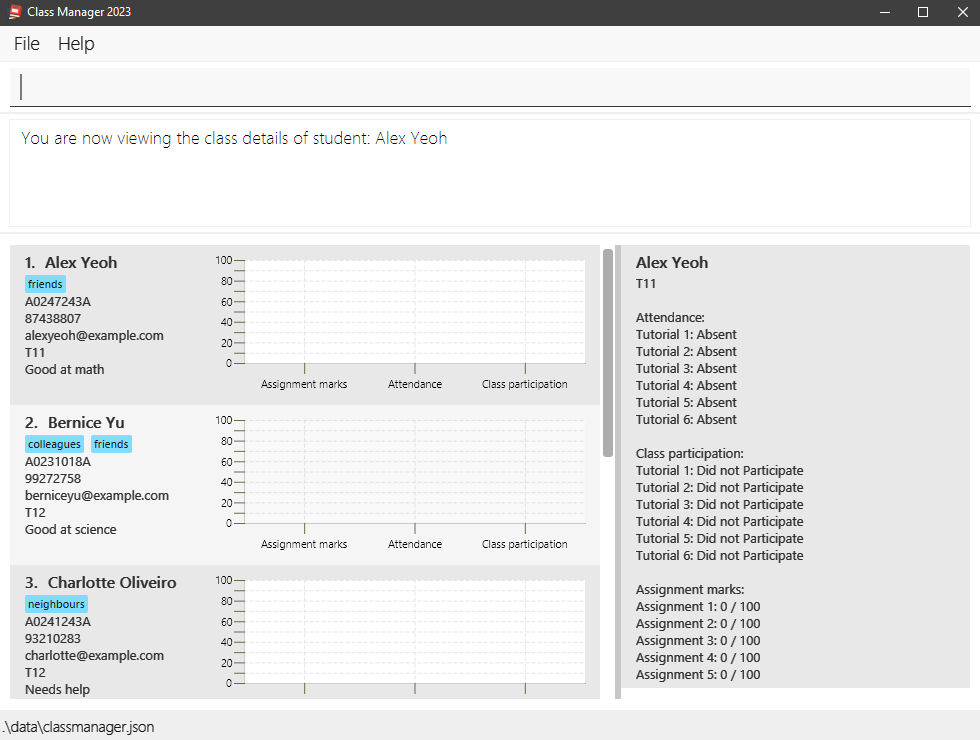 Class Manager 2023
File Help
You are now viewing the class details of student: Alex Yeoh
1. Alex Yeoh
friends
A0247243A
87438807
alexyeoh@example.com
T11
Good at math
100
80
60
40
20
0
Assignment marks Attendance Class participation
2. Bernice Yu
colleagues friends
A0231018A
99272758
berniceyu@example.com
T12
Good at science
100
80
60
40
20
0
Assignment marks Attendance Class participation
3. Charlotte Oliveiro
neighbours
A0241243A
93210283
charlotte@example.com
T12
Needs help
100
80
60
40
20
0
Alex Yeoh
T11
Attendance:
Tutorial 1: Absent
Tutorial 2: Absent
Tutorial 3: Absent
Tutorial 4: Absent
Tutorial 5: Absent
Tutorial 6: Absent
Class participation:
Tutorial 1: Did not Participate
Tutorial 2: Did not Participate
Tutorial 3: Did not Participate
Tutorial 4: Did not Participate
Tutorial 5: Did not Participate
Tutorial 6: Did not Participate
Assignment marks:
Assignment 1: 0 / 100
Assignment 2: 0 / 100
Assignment 3: 0 / 100
Assignment 4: 0 / 100
Assignment 5: 0 / 100
.\data\classmanager.json